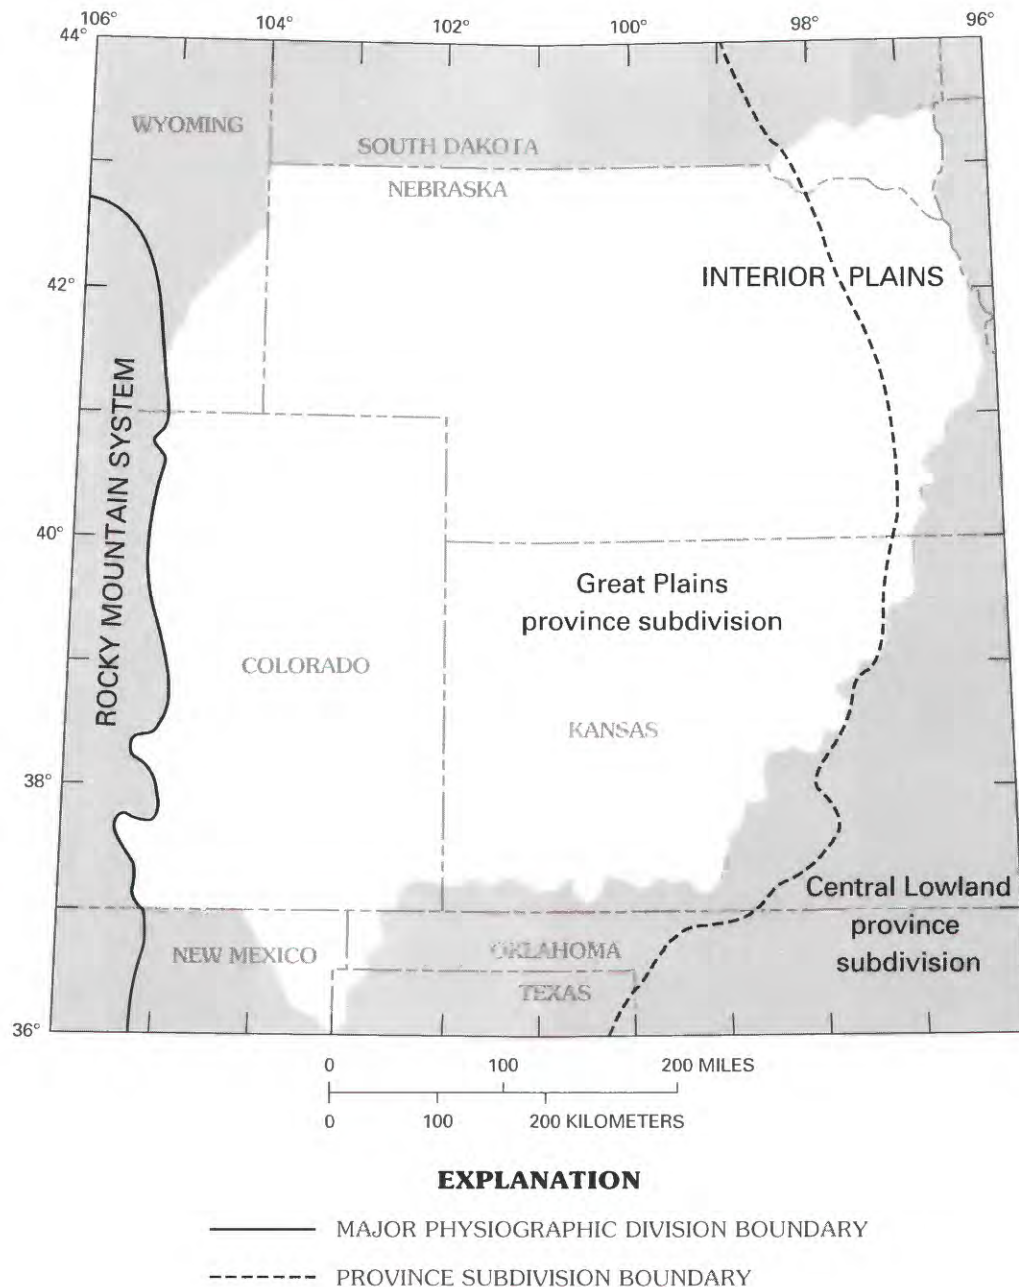 106°
104°
102°
100°
98°
96°
44°
WYOMING
SOUTH DAKOTA
NEBRASKA
42°
INTERIOR PLAINS
ROCKY MOUNTAIN SYSTEM
40°
Great Plains
province subdivision
COLORADO
KANSAS
38°
Central Lowland
province
subdivision
NEW MEXICO
OKLAHOMA
TEXAS
36°
0 100 200 MILES
0 100 200 KILOMETERS
EXPLANATION
MAJOR PHYSIOGRAPHIC DIVISION BOUNDARY
PROVINCE SUBDIVISION BOUNDARY